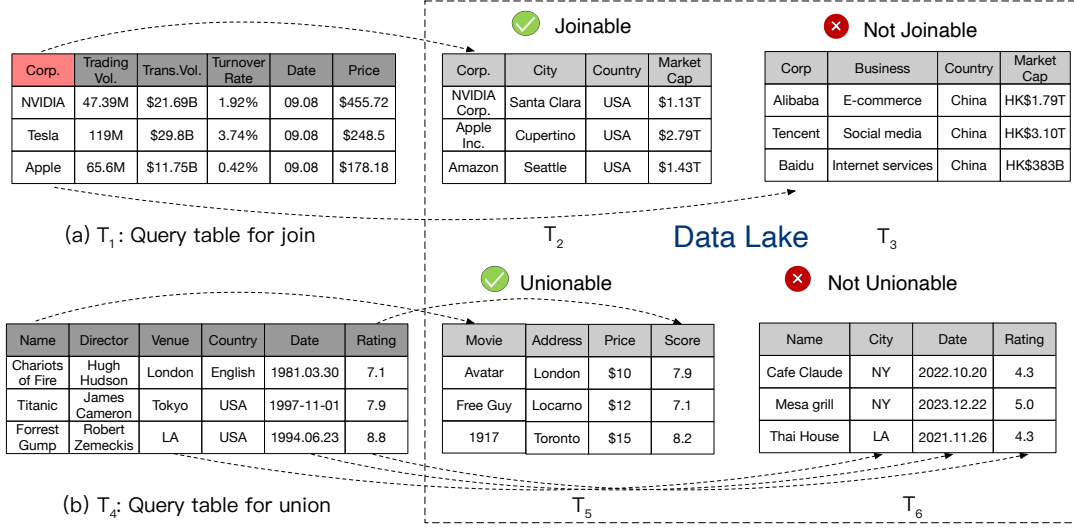 Joinable
Not Joinable
Corp. Trading Vol. Trans.Vol. Turnover Rate Date Price
NVIDIA 47.39M $21.69B 1.92% 09.08 $455.72
Tesla 119M $29.8B 3.74% 09.08 $248.5
Apple 65.6M $11.75B 0.42% 09.08 $178.18
Corp. City Country Market Cap
NVIDIA Corp. Santa Clara USA $1.13T
Apple Inc. Cupertino USA $2.79T
Amazon Seattle USA $1.43T
Corp Business Country Market Cap
Alibaba E-commerce China HK$1.79T
Tencent Social media China HK$3.10T
Baidu Internet services China HK$383B
(a) T1: Query table for join
T2
Data Lake
T3
Unionable
Not Unionable
Name Director Venue Country Date Rating
Chariots of Fire Hugh Hudson London English 1981.03.30 7.1
Titanic James Cameron Tokyo USA 1997-11-01 7.9
Forrest Gump Robert Zemeckis LA USA 1994.06.23 8.8
Movie Address Price Score
Avatar London $10 7.9
Free Guy Locarno $12 7.1
1917 Toronto $15 8.2
Name City Date Rating
Cafe Claude NY 2022.10.20 4.3
Mesa grill NY 2023.12.22 5.0
Thai House LA 2021.11.26 4.3
(b) T4: Query table for union
T5
T6